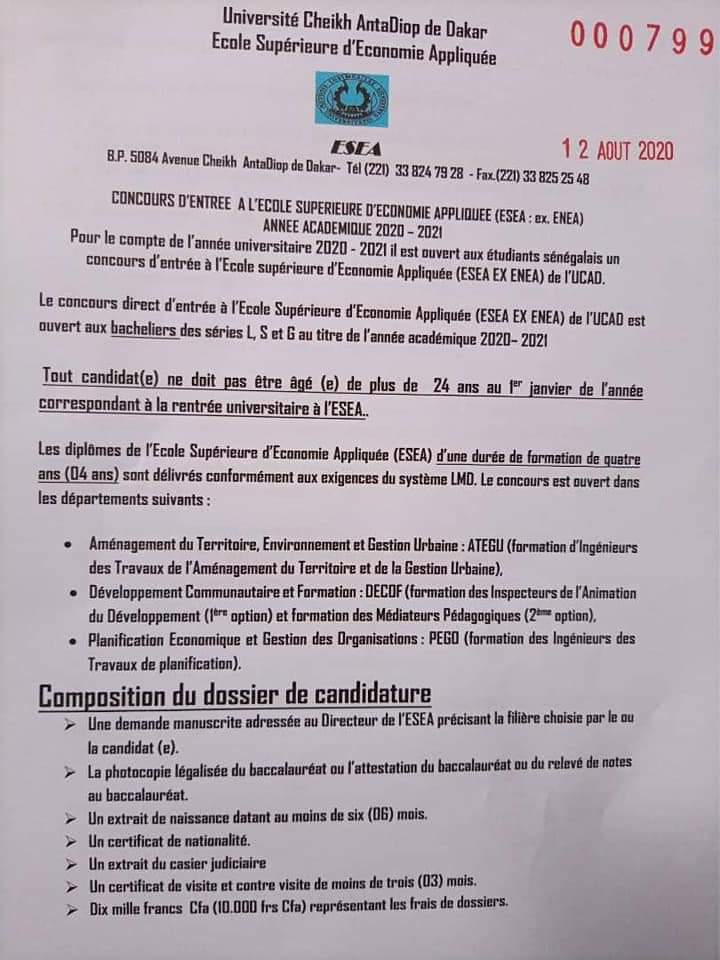 Université Cheikh AntaDiop de Dakar
Ecole Supérieure d'Economie Appliquée
000799
ESEA
12 AOUT 2020
B.P. 5084 Avenue Cheikh AntaDiop de Dakar- Tél (221) 33 824 79 28 - Fax.(221) 33 825 25 48
CONCOURS D'ENTREE A L'ECOLE SUPERIEURE D'ECONOMIE APPLIQUEE (ESEA : ex. ENEA)
ANNEE ACADEMIQUE 2020 – 2021
Pour le compte de l'année universitaire 2020 - 2021 il est ouvert aux étudiants sénégalais un
concours d'entrée à l'Ecole supérieure d'Economie Appliquée (ESEA EX ENEA) de l'UCAD.
Le concours direct d'entrée à l'Ecole Supérieure d'Economie Appliquée (ESEA EX ENEA) de l'UCAD est
ouvert aux bacheliers des séries L, S et G au titre de l'année académique 2020– 2021
Tout candidat(e) ne doit pas être âgé (e) de plus de 24 ans au 1er janvier de l'année
correspondant à la rentrée universitaire à l'ESEA..
Les diplômes de l'Ecole Supérieure d'Economie Appliquée (ESEA) d'une durée de formation de quatre
ans (04 ans) sont délivrés conformément aux exigences du système LMD. Le concours est ouvert dans
les départements suivants :
• Aménagement du Territoire, Environnement et Gestion Urbaine : ATEGU (formation d'Ingénieurs
des Travaux de l'Aménagement du Territoire et de la Gestion Urbaine),
• Développement Communautaire et Formation : DECOF (formation des Inspecteurs de l'Animation
du Développement (1ère option) et formation des Médiateurs Pédagogiques (2ème option),
• Planification Economique et Gestion des Organisations : PEGO (formation des Ingénieurs des
Travaux de planification).
Composition du dossier de candidature
➢ Une demande manuscrite adressée au Directeur de l'ESEA précisant la filière choisie par le ou
la candidat (e).
➢ La photocopie légalisée du baccalauréat ou l'attestation du baccalauréat ou du relevé de notes
au baccalauréat.
➢ Un extrait de naissance datant au moins de six (06) mois.
➢ Un certificat de nationalité.
➢ Un extrait du casier judiciaire
➢ Un certificat de visite et contre visite de moins de trois (03) mois.
➢ Dix mille francs Cfa (10.000 frs Cfa) représentant les frais de dossiers.